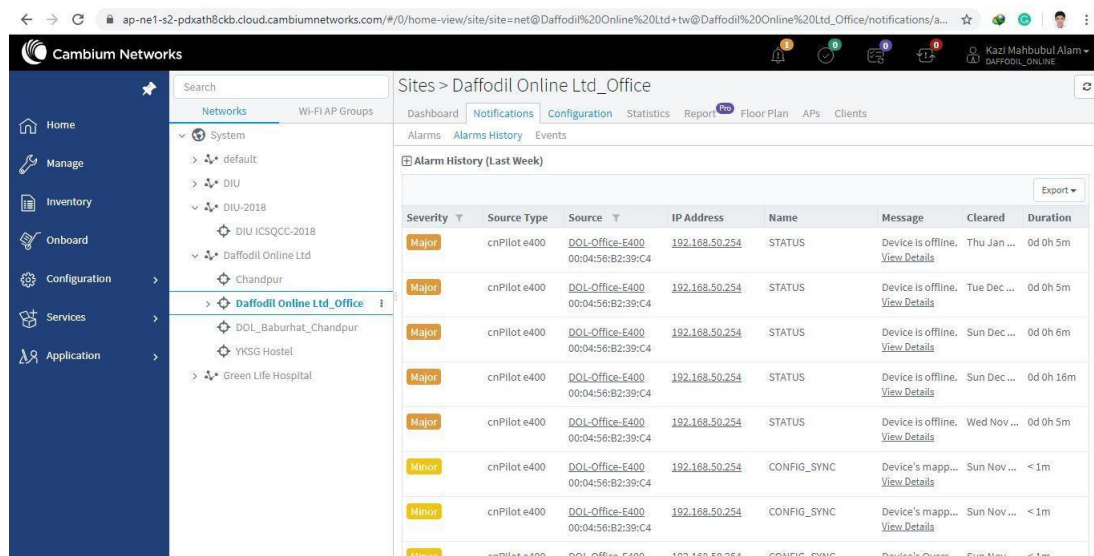 ap-ne1-s2-pdxath8ckb.cloud.cambiumnetworks.com/#/0/home-view/site/site=net@Daffodil%20Online%20Ltd+tw@Daffodil%20Online%20Ltd_Office/notifications/a...
Cambium Networks
1 0 0 0
Kazi Mahbubul Alam
DAFFODIL_ONLINE
Home
Manage
Inventory
Onboard
Configuration
Services
Application
Search
Networks Wi-Fi AP Groups
System
default
DIU
DIU-2018
DIU ICSQCC-2018
Daffodil Online Ltd
Chandpur
Daffodil Online Ltd_Office
DOL_Baburhat_Chandpur
YKSG Hostel
Green Life Hospital
Sites > Daffodil Online Ltd_Office
Dashboard Notifications Configuration Statistics Report Pro Floor Plan APs Clients
Alarms Alarms History Events
Alarm History (Last Week)
Export
Severity Source Type Source IP Address Name Message Cleared Duration
Major cnPilot e400 DOL-Office-E400 192.168.50.254 STATUS Device is offline. Thu Jan ... 0d 0h 5m
00:04:56:B2:39:C4 View Details
Major cnPilot e400 DOL-Office-E400 192.168.50.254 STATUS Device is offline. Tue Dec ... 0d 0h 5m
00:04:56:B2:39:C4 View Details
Major cnPilot e400 DOL-Office-E400 192.168.50.254 STATUS Device is offline. Sun Dec ... 0d 0h 6m
00:04:56:B2:39:C4 View Details
Major cnPilot e400 DOL-Office-E400 192.168.50.254 STATUS Device is offline. Sun Dec ... 0d 0h 16m
00:04:56:B2:39:C4 View Details
Major cnPilot e400 DOL-Office-E400 192.168.50.254 STATUS Device is offline. Wed Nov ... 0d 0h 5m
00:04:56:B2:39:C4 View Details
Minor cnPilot e400 DOL-Office-E400 192.168.50.254 CONFIG_SYNC Device's mapp... Sun Nov ... < 1m
00:04:56:B2:39:C4 View Details
Minor cnPilot e400 DOL-Office-E400 192.168.50.254 CONFIG_SYNC Device's mapp... Sun Nov ... < 1m
00:04:56:B2:39:C4 View Details